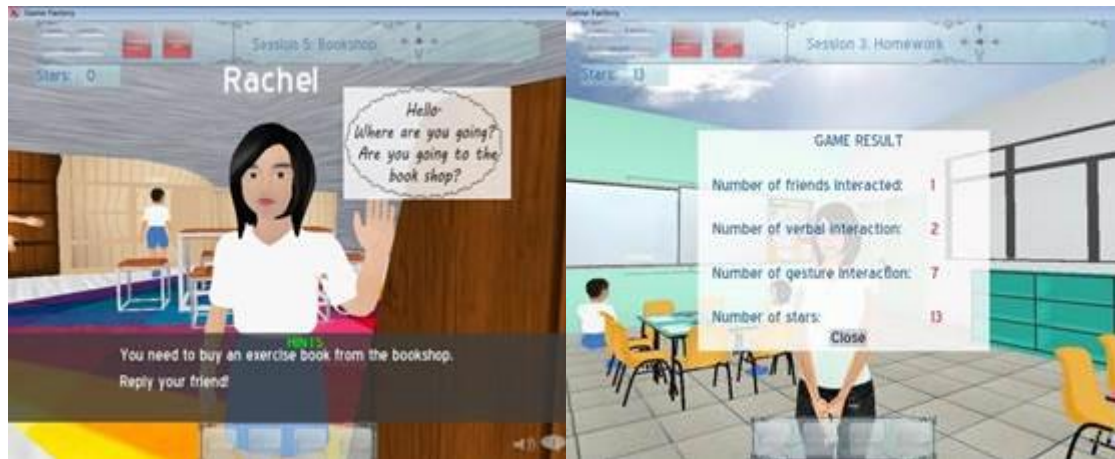 Game Factory
Session 5: Bookshop
Stars: 0
Rachel
Hello.
Where are you going?
Are you going to the
book shop?
HINTS
You need to buy an exercise book from the bookshop.
Reply your friend!
Game Factory
Session 3: Homework
Stars: 13
GAME RESULT
Number of friends interacted: 1
Number of verbal interaction: 2
Number of gesture interaction: 7
Number of stars: 13
Close